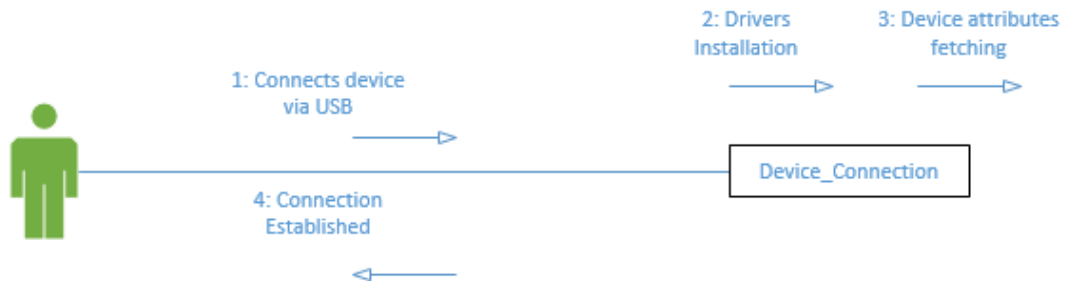 1: Connects device
via USB
2: Drivers
Installation
3: Device attributes
fetching
Device_Connection
4: Connection
Established